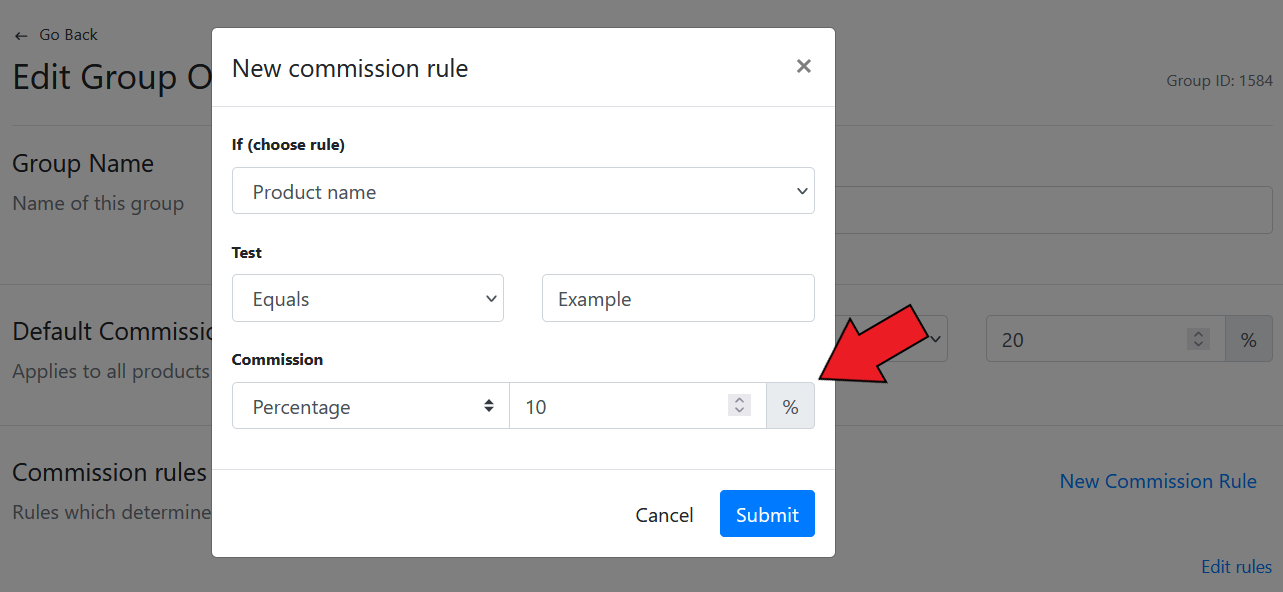 ← Go Back
Edit Group O
Group ID: 1584
New commission rule
×
If (choose rule)
Product name
Group Name
Name of this group
Test
Equals
Example
Default Commissio
Applies to all products
20 %
Commission
Percentage
10 %
Commission rules
Rules which determine
New Commission Rule
Cancel
Submit
Edit rules